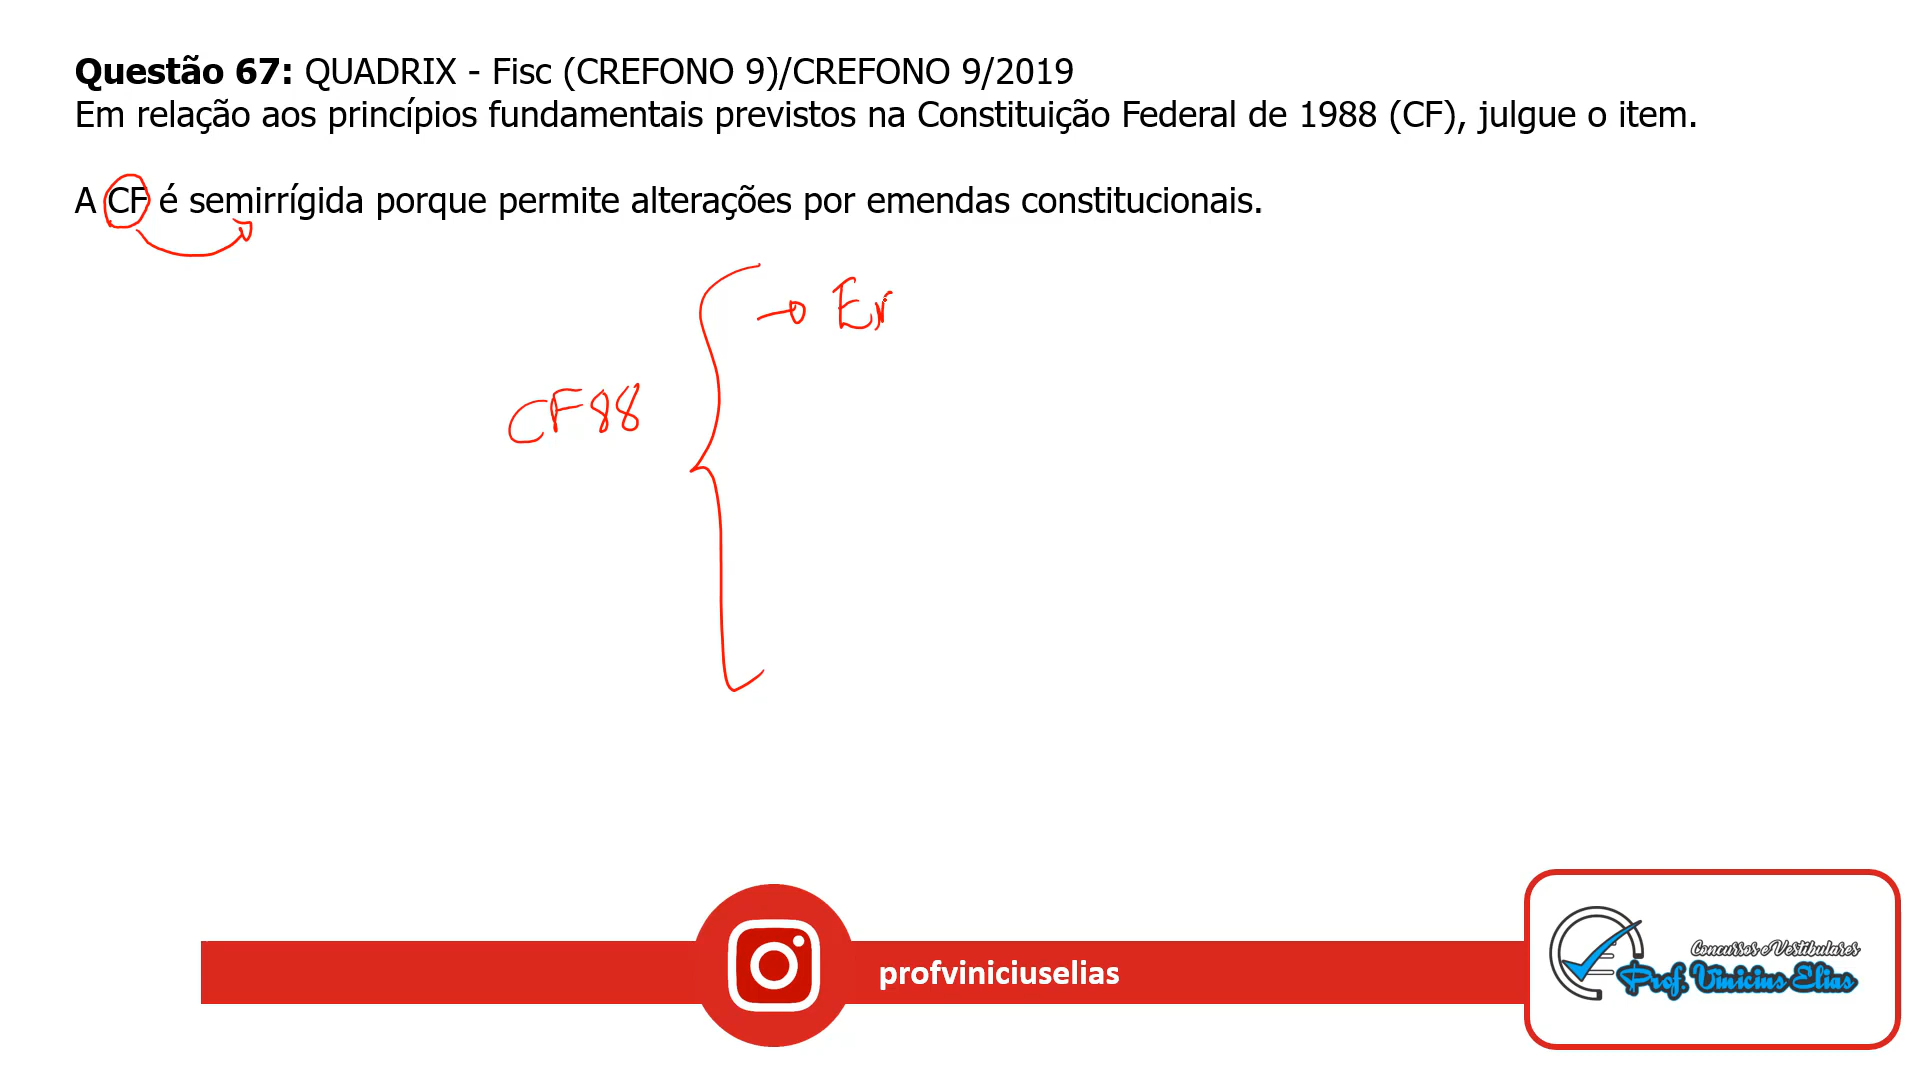 Questão 67: QUADRIX - Fisc (CREFONO 9)/CREFONO 9/2019
Em relação aos princípios fundamentais previstos na Constituição Federal de 1988 (CF), julgue o item.
A CF é semirrígida porque permite alterações por emendas constitucionais.
Er
CF88
profviniciuselias
Concursos e Vestibulares
Prof. Vinicius Elias